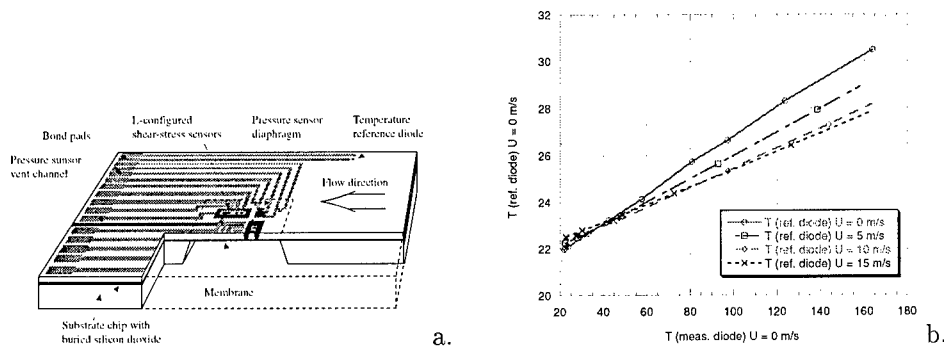 L-configured
shear-stress sensors
Pressure sensor
diaphragm
Temperature
reference diode
Bond pads
Pressure sunsor
vent channel
Flow direction
Membrane
Substrate chip with
buried silicon dioxide
a.
T (ref. diode) U = 0 m/s
32
30
28
26
24
22
20
20
40
60
80
100
120
140
160
180
T (meas. diode) U = 0 m/s
T (ref. diode) U = 0 m/s
T (ref. diode) U = 5 m/s
T (ref. diode) U = 10 m/s
T (ref. diode) U = 15 m/s
b.